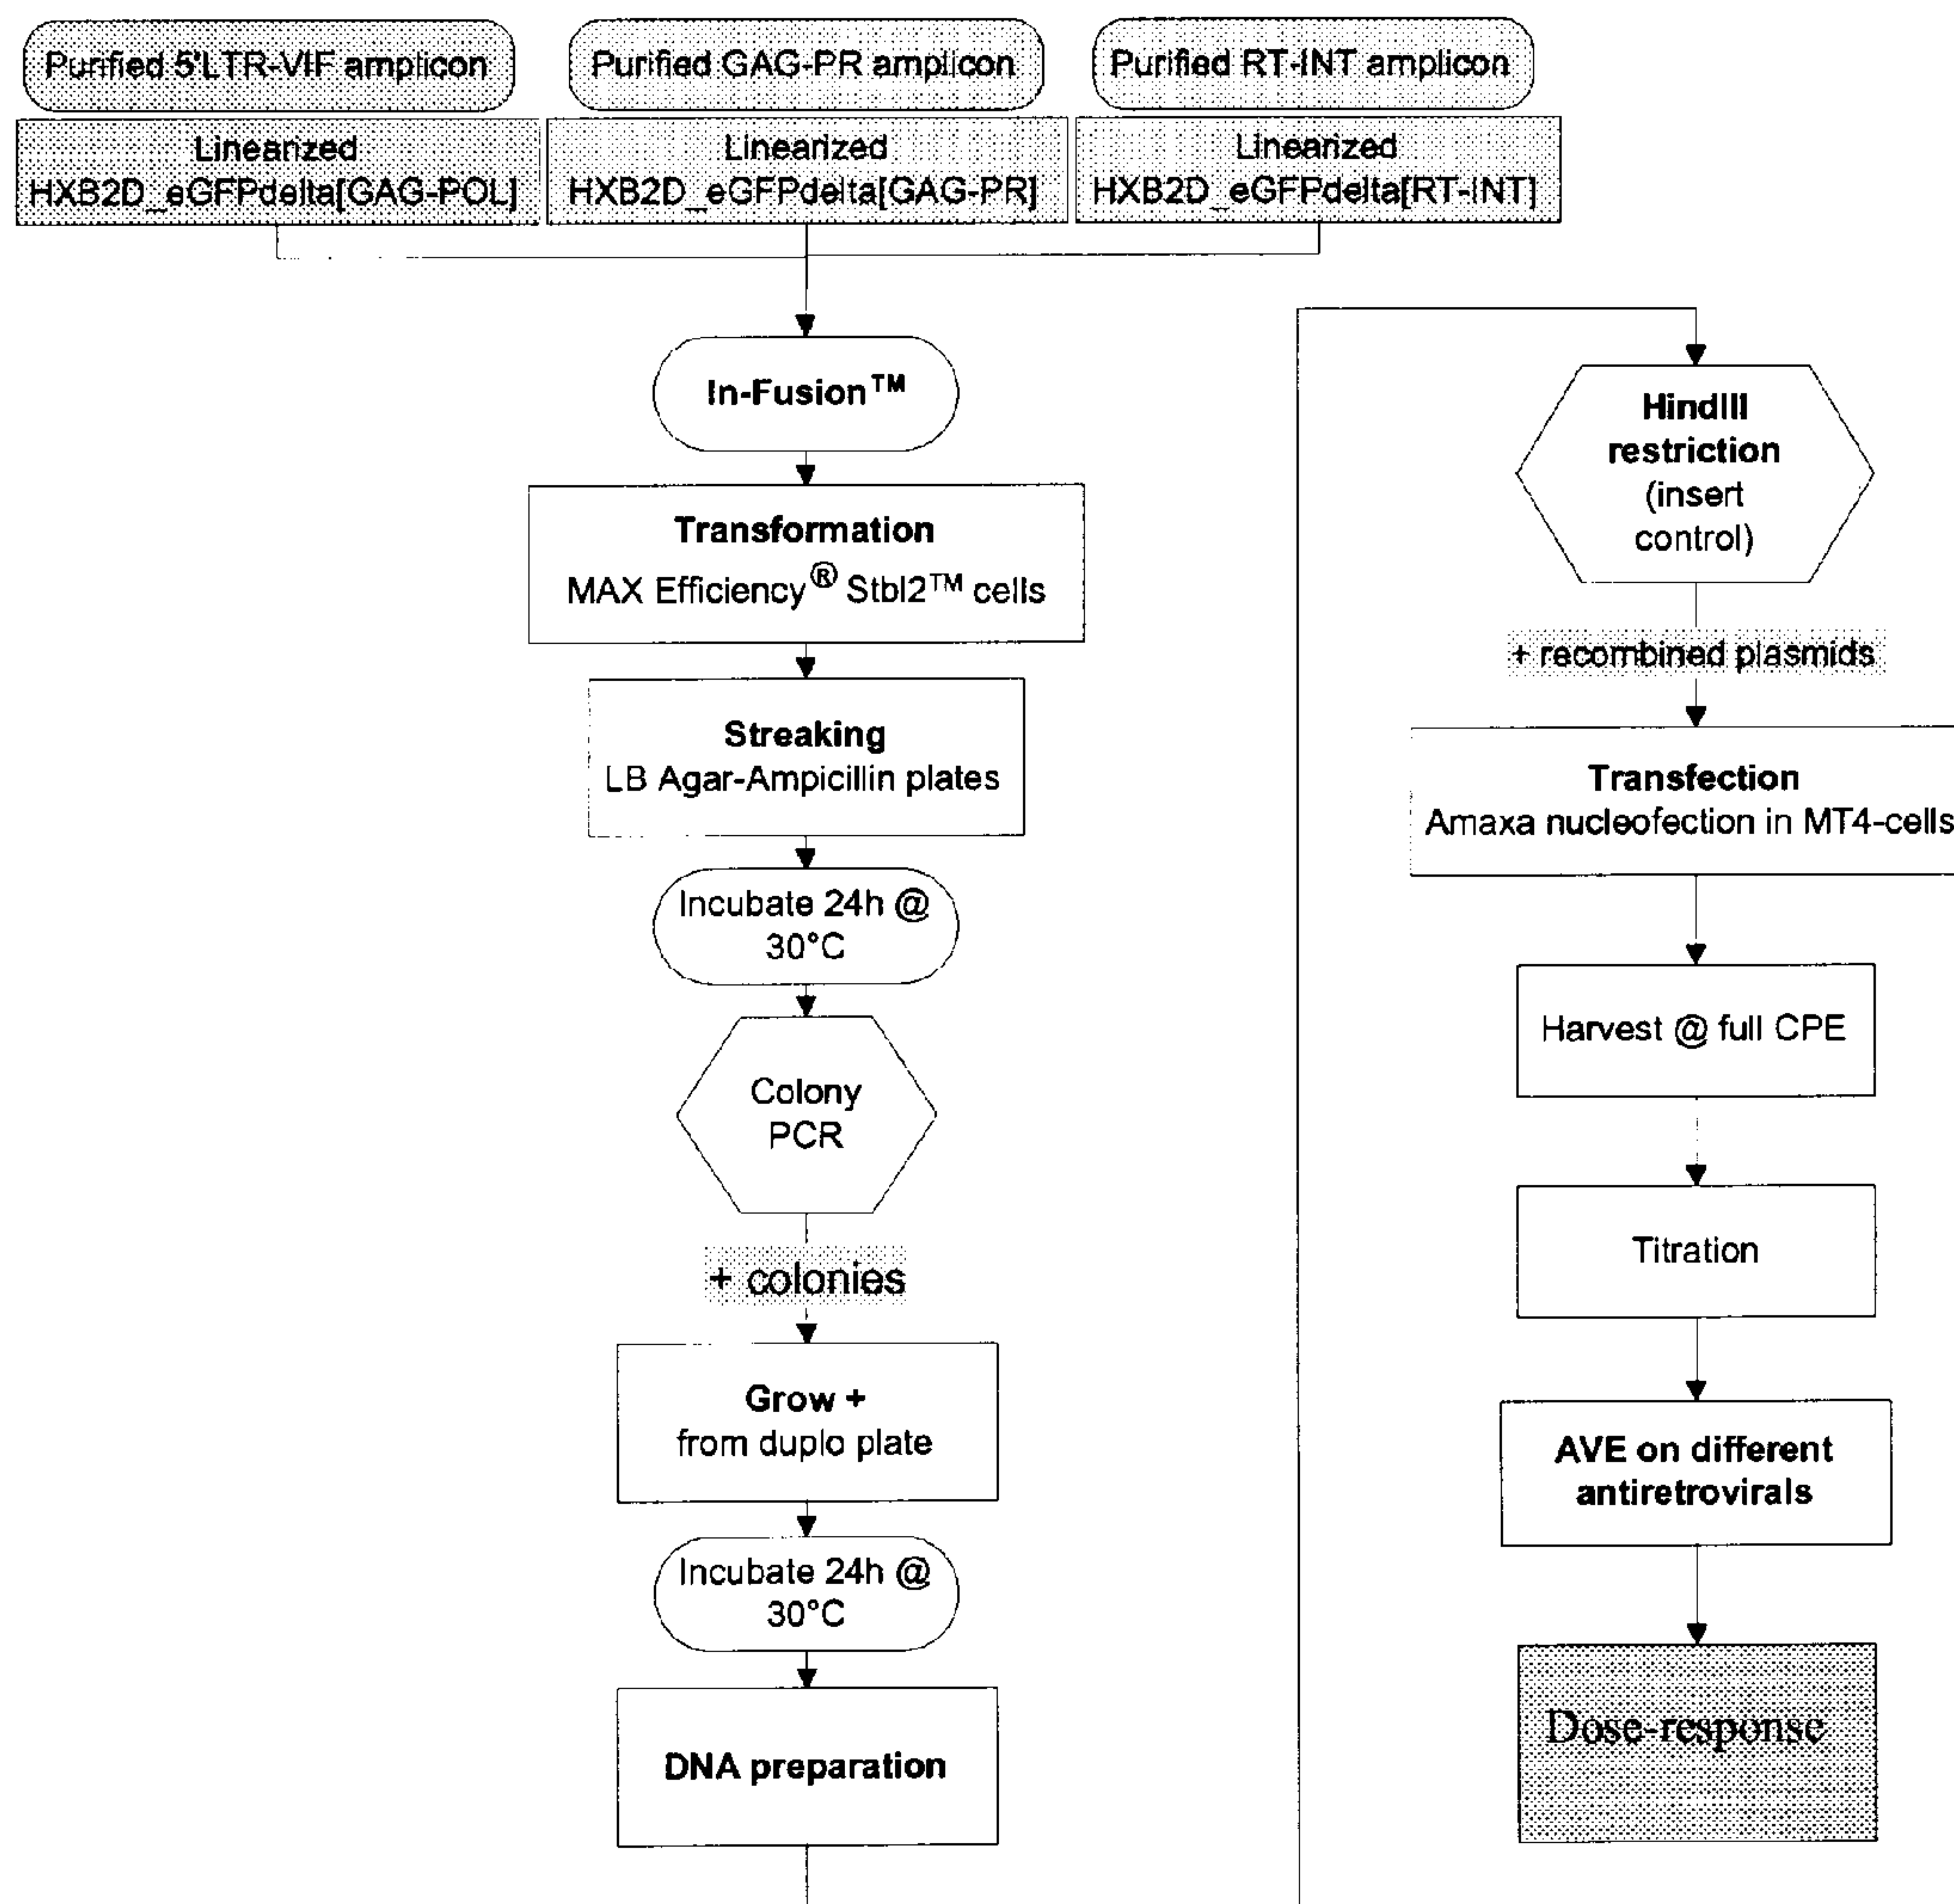 Purified 5'LTR-VIF amplicon
Linearized
HXB2D_eGFPdelta[GAG-POL]
Purified GAG-PR amplicon
Linearized
HXB2D_eGFPdelta[GAG-PR]
Purified RT-INT amplicon
Linearized
HXB2D_eGFPdelta[RT-INT]
In-Fusion™
Transformation
MAX Efficiency® Stbl2™ cells
Streaking
LB Agar-Ampicillin plates
Incubate 24h @
30°C
Colony
PCR
+ colonies
Grow +
from duplo plate
Incubate 24h @
30°C
DNA preparation
HindIII
restriction
(insert
control)
+ recombined plasmids
Transfection
Amaxa nucleofection in MT4-cells
Harvest @ full CPE
Titration
AVE on different
antiretrovirals
Dose-response